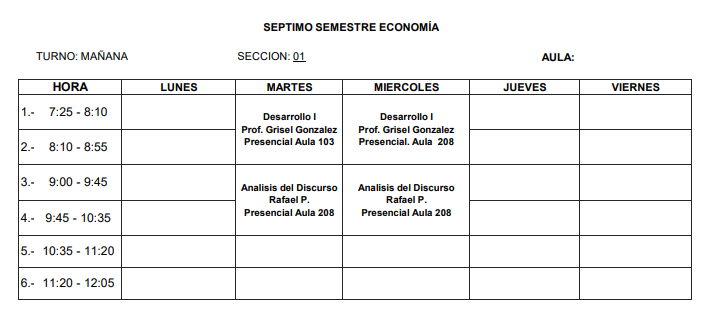 SEPTIMO SEMESTRE ECONOMÍA
TURNO: MAÑANA SECCION: 01 AULA:
HORA LUNES MARTES MIERCOLES JUEVES VIERNES
1.- 7:25 - 8:10
2.- 8:10 - 8:55
Desarrollo I
Prof. Grisel Gonzalez
Presencial Aula 103
Desarrollo I
Prof. Grisel Gonzalez
Presencial. Aula 208
3.- 9:00 - 9:45
4.- 9:45 - 10:35
Analisis del Discurso
Rafael P.
Presencial Aula 208
Analisis del Discurso
Rafael P.
Presencial Aula 208
5.- 10:35 - 11:20
6.- 11:20 - 12:05